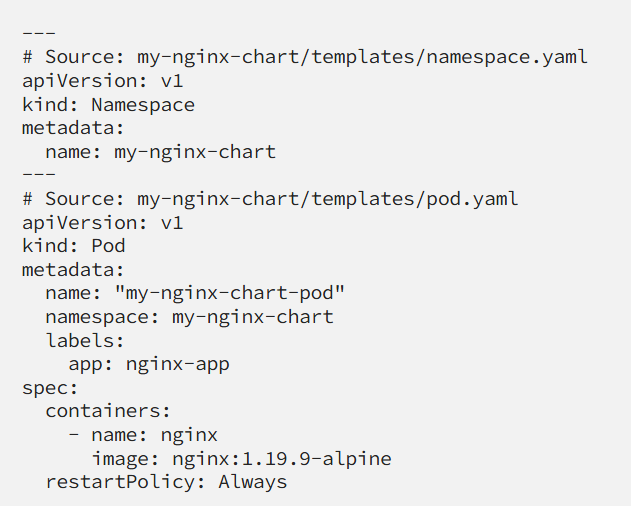 ---
# Source: my-nginx-chart/templates/namespace.yaml
apiVersion: v1
kind: Namespace
metadata:
  name: my-nginx-chart
---
# Source: my-nginx-chart/templates/pod.yaml
apiVersion: v1
kind: Pod
metadata:
  name: "my-nginx-chart-pod"
  namespace: my-nginx-chart
  labels:
    app: nginx-app
spec:
  containers:
    - name: nginx
      image: nginx:1.19.9-alpine
  restartPolicy: Always